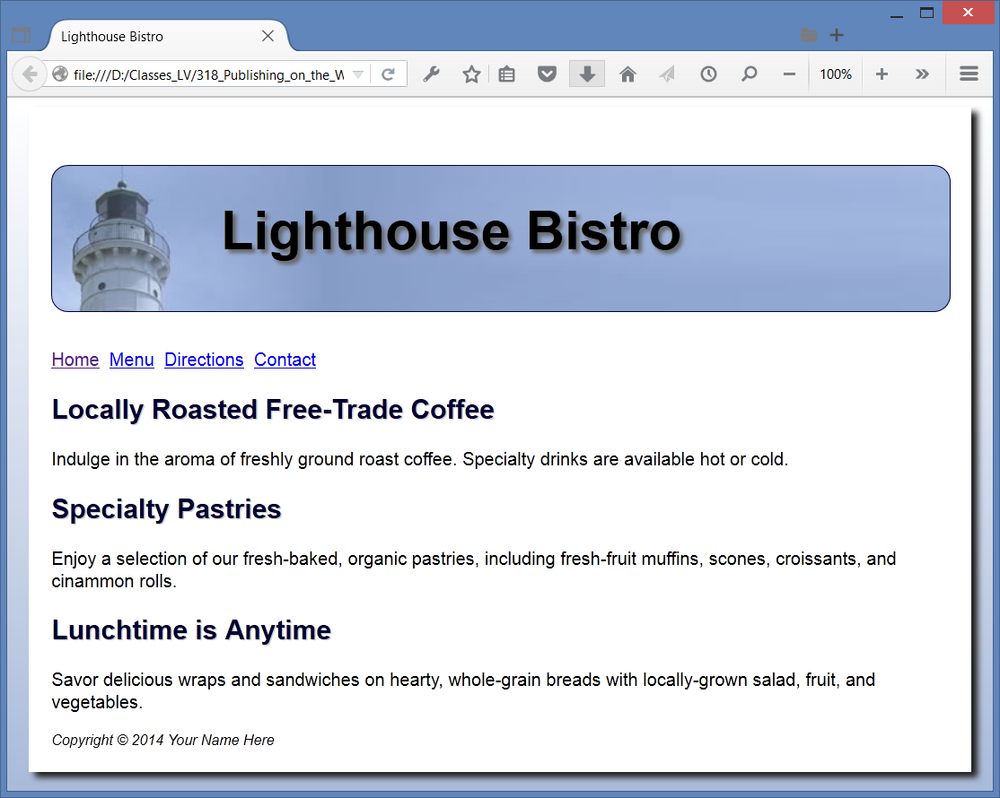 Lighthouse Bistro
file:///D:/Classes_LV/318_Publishing_on_the_W
100%
Lighthouse Bistro
Home Menu Directions Contact
Locally Roasted Free-Trade Coffee
Indulge in the aroma of freshly ground roast coffee. Specialty drinks are available hot or cold.
Specialty Pastries
Enjoy a selection of our fresh-baked, organic pastries, including fresh-fruit muffins, scones, croissants, and
cinammon rolls.
Lunchtime is Anytime
Savor delicious wraps and sandwiches on hearty, whole-grain breads with locally-grown salad, fruit, and
vegetables.
Copyright © 2014 Your Name Here